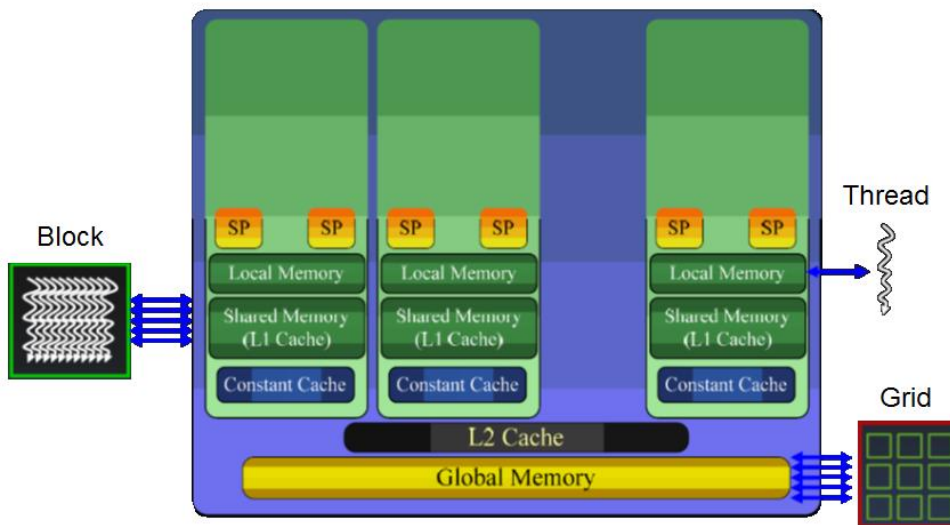 SP SP SP SP SP SP
Thread
Block
Local Memory Local Memory Local Memory
Shared Memory Shared Memory Shared Memory
(L1 Cache) (L1 Cache) (L1 Cache)
Constant Cache Constant Cache Constant Cache
Grid
L2 Cache
Global Memory